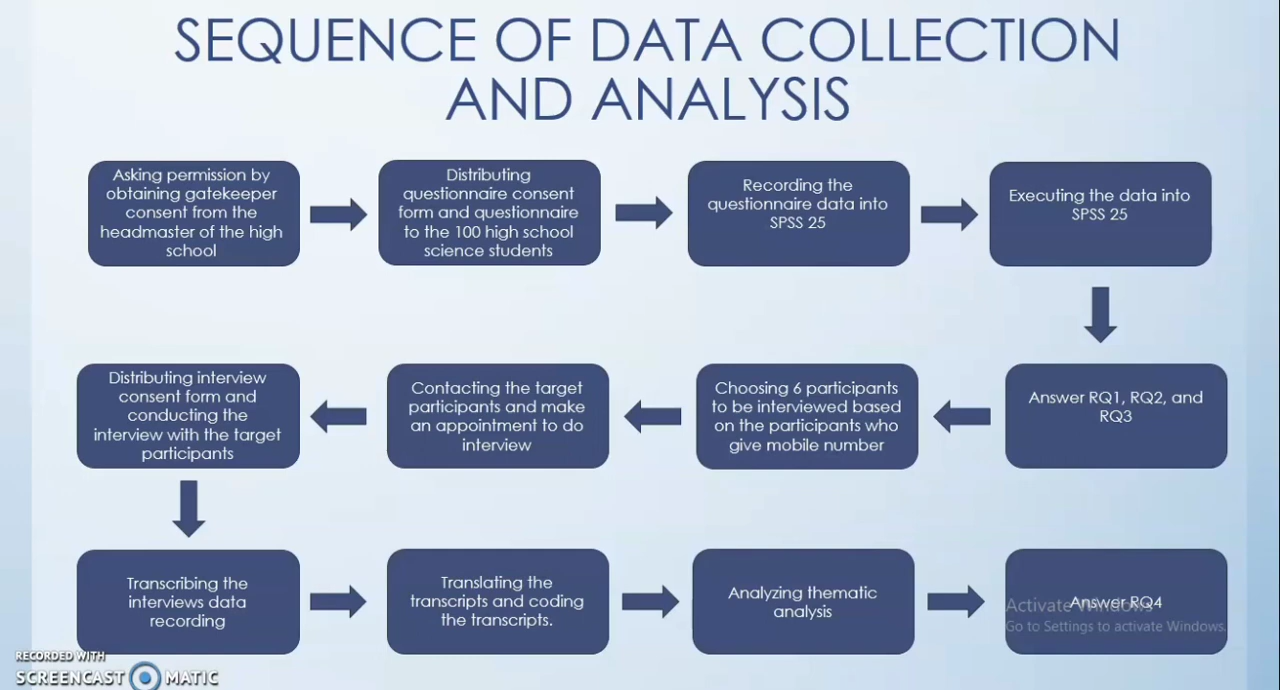 SEQUENCE OF DATA COLLECTION
AND ANALYSIS
Asking permission by
obtaining gatekeeper
consent from the
headmaster of the high
school
Distributing
questionnaire consent
form and questionnaire
to the 100 high school
science students
Recording the
questionnaire data into
SPSS 25
Executing the data into
SPSS 25
Answer RQ1, RQ2, and
RQ3
Choosing 6 participants
to be interviewed based
on the participants who
give mobile number
Contacting the target
participants and make
an appointment to do
interview
Distributing interview
consent form and
conducting the
interview with the target
participants
Transcribing the
interviews data
recording
Translating the
transcripts and coding
the transcripts.
Analyzing thematic
analysis
Answer RQ4
Activate Windows
Go to Settings to activate Windows.
RECORDED WITH
SCREENCAST MATIC